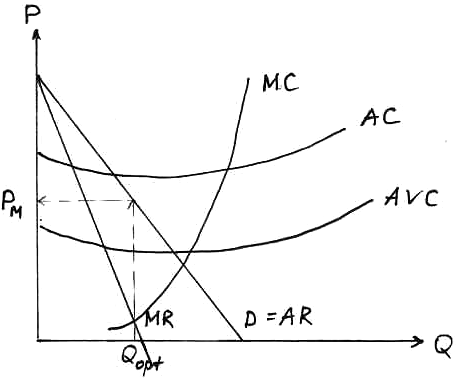 P
MC
AC
P_M
AVC
MR
D = AR
Q
Q_opt